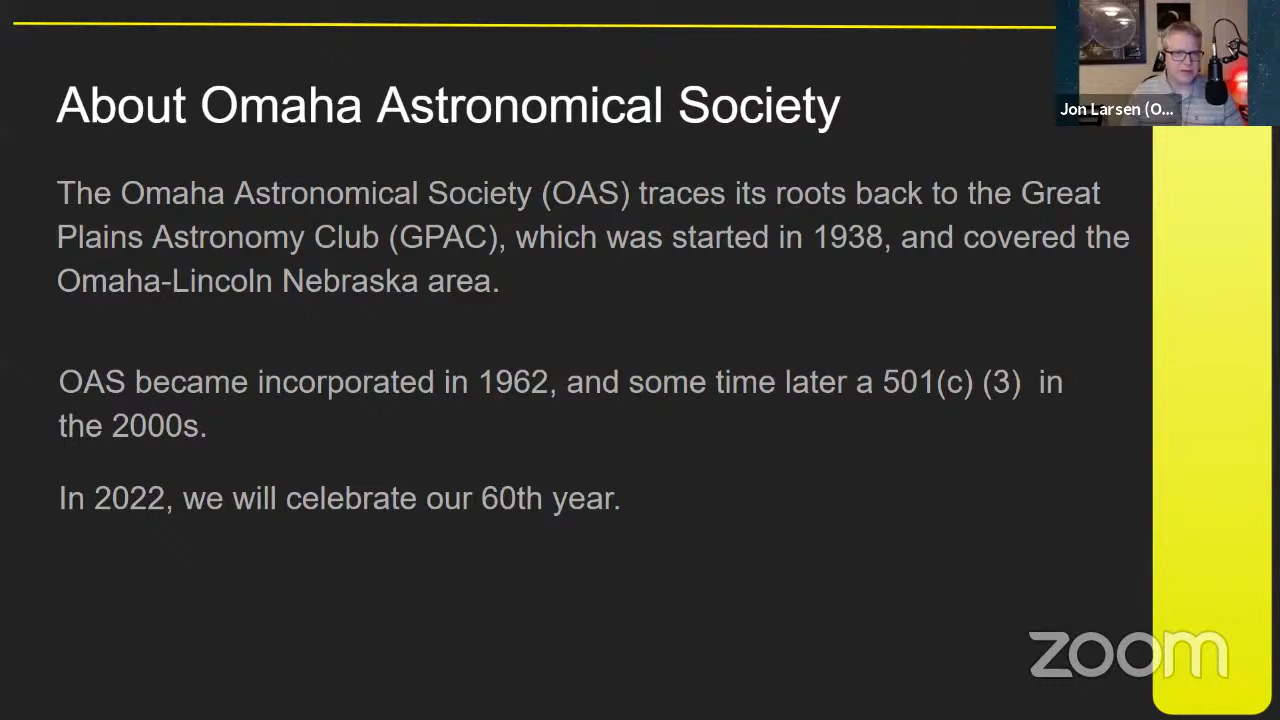 About Omaha Astronomical Society
Jon Larsen (O...
The Omaha Astronomical Society (OAS) traces its roots back to the Great
Plains Astronomy Club (GPAC), which was started in 1938, and covered the
Omaha-Lincoln Nebraska area.
OAS became incorporated in 1962, and some time later a 501(c) (3)  in
the 2000s.
In 2022, we will celebrate our 60th year.
zoom